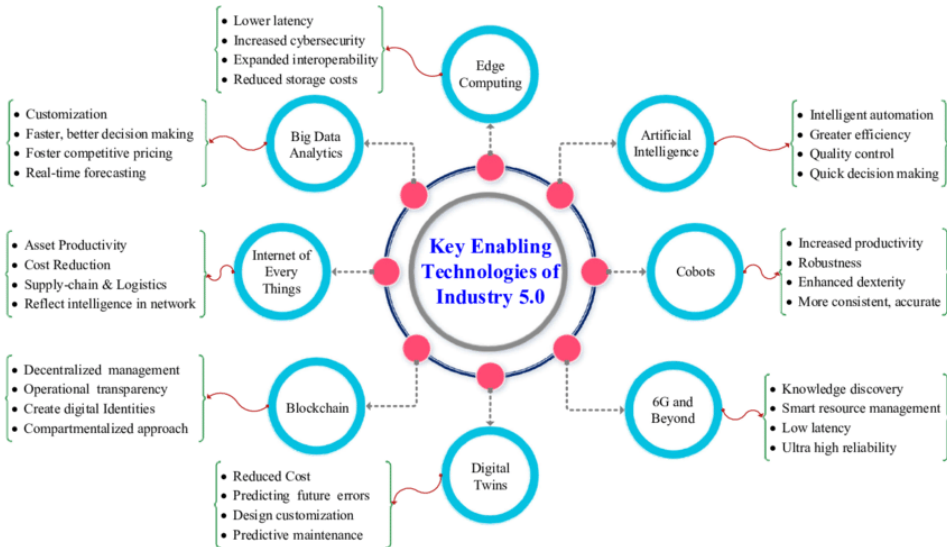 Lower latency
Increased cybersecurity
Expanded interoperability
Reduced storage costs
Edge
Computing
Customization
Faster, better decision making
Foster competitive pricing
Real-time forecasting
Big Data
Analytics
Artificial
Intelligence
Intelligent automation
Greater efficiency
Quality control
Quick decision making
Asset Productivity
Cost Reduction
Supply-chain & Logistics
Reflect intelligence in network
Internet of
Every
Things
Key Enabling
Technologies of
Industry 5.0
Cobots
Increased productivity
Robustness
Enhanced dexterity
More consistent, accurate
Decentralized management
Operational transparency
Create digital Identities
Compartmentalized approach
Blockchain
6G and
Beyond
Knowledge discovery
Smart resource management
Low latency
Ultra high reliability
Reduced Cost
Predicting future errors
Design customization
Predictive maintenance
Digital
Twins